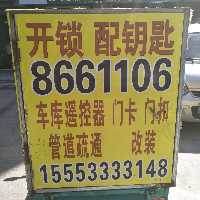 开锁 配钥匙
8661106
车库遥控器 门卡 门和
管道疏通 改装
15553333148